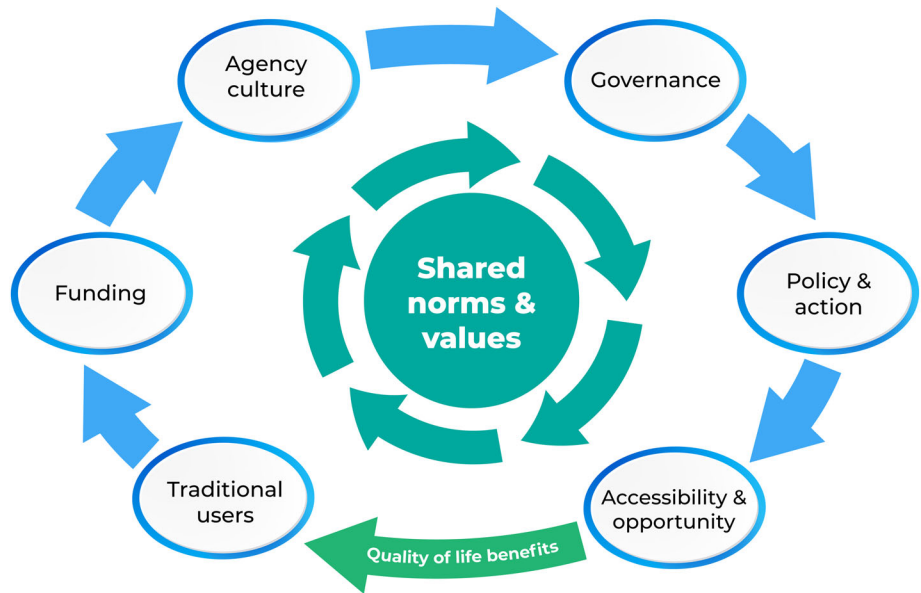 Agency
culture
Governance
Policy &
action
Accessibility &
opportunity
Quality of life benefits
Traditional
users
Funding
Shared
norms &
values